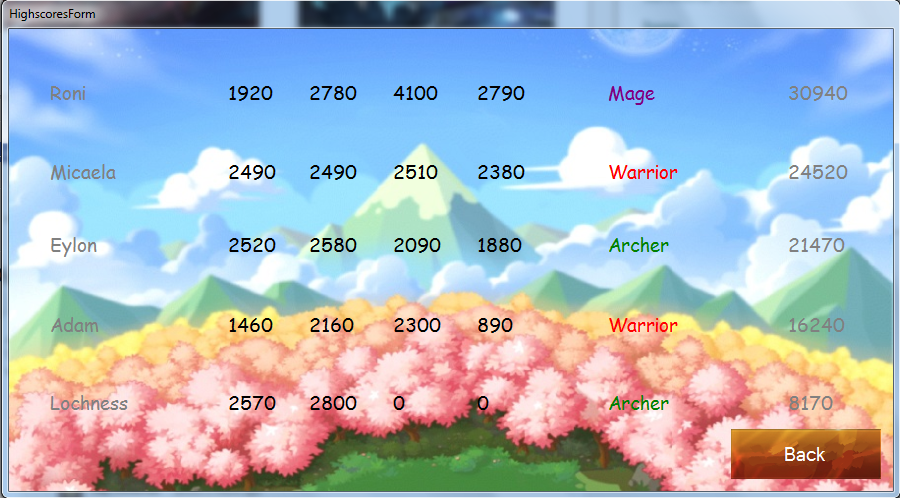 HighscoresForm
Roni 1920 2780 4100 2790 Mage 30940
Micaela 2490 2490 2510 2380 Warrior 24520
Eylon 2520 2580 2090 1880 Archer 21470
Adam 1460 2160 2300 890 Warrior 16240
Lochness 2570 2800 0 0 Archer 8170
Back